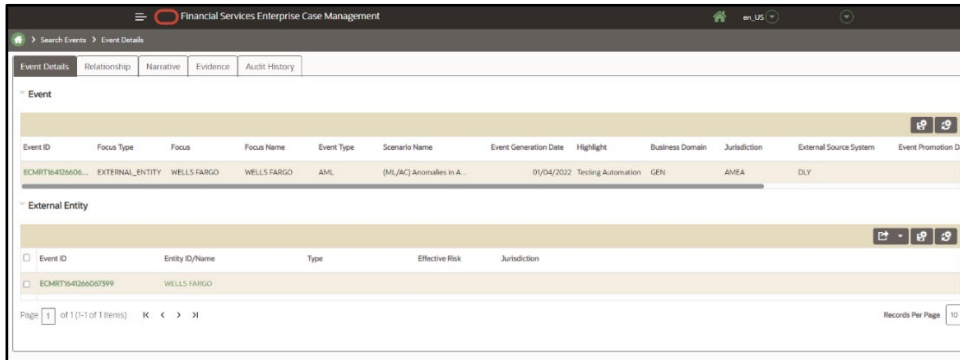 Financial Services Enterprise Case Management en_US
Search Events > Event Details
Event Details Relationship Narrative Evidence Audit History
Event
Event ID Focus Type Focus Focus Name Event Type Scenario Name Event Generation Date Highlight Business Domain Jurisdiction External Source System Event Promotion D
ECMRT164126606... EXTERNAL_ENTITY WELLS FARGO WELLS FARGO AML (ML/AC) Anomalies in A... 01/04/2022 Testing Automation GEN AMEA DLY
External Entity
Event ID Entity ID/Name Type Effective Risk Jurisdiction
ECMRT1641266067399 WELLS FARGO
Page 1 of 1 (1-1 of 1 items) Records Per Page 10